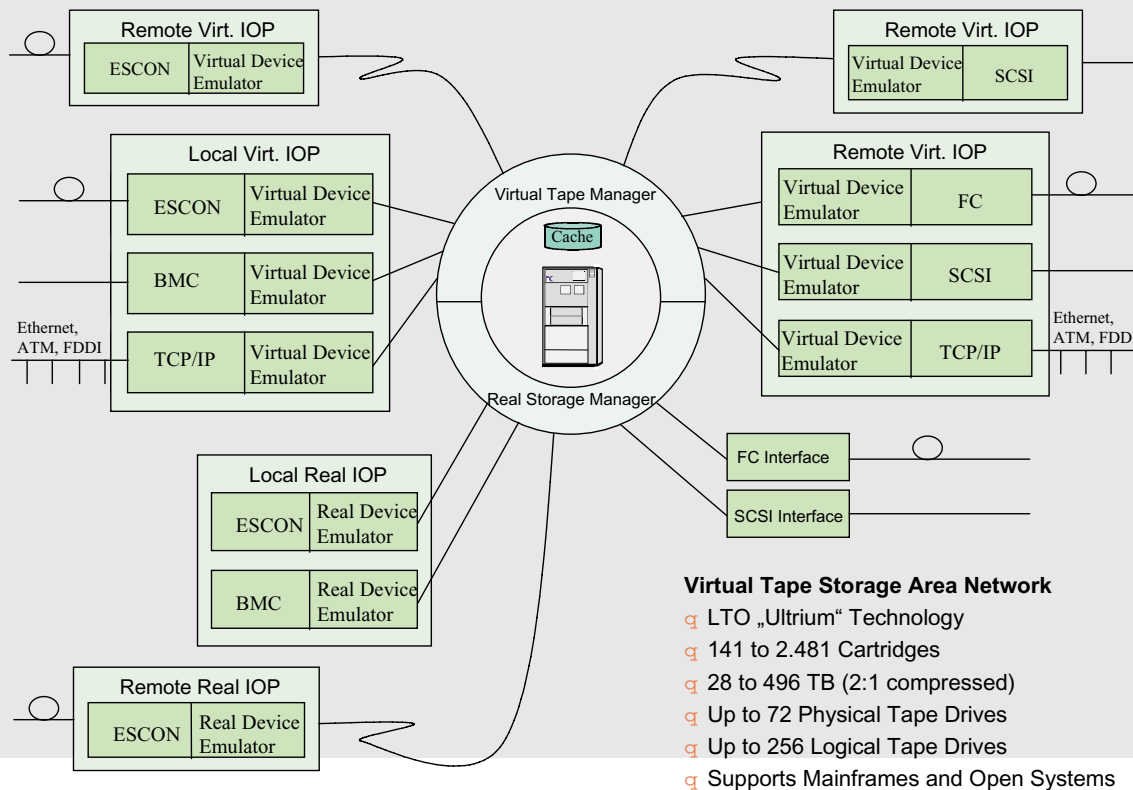 Remote Virt. IOP
ESCON
Virtual Device
Emulator
Remote Virt. IOP
Virtual Device
Emulator
SCSI
Local Virt. IOP
ESCON
Virtual Device
Emulator
BMC
Virtual Device
Emulator
Ethernet,
ATM, FDDI
TCP/IP
Virtual Device
Emulator
Virtual Tape Manager
Cache
Real Storage Manager
Remote Virt. IOP
Virtual Device
Emulator
FC
Virtual Device
Emulator
SCSI
Virtual Device
Emulator
TCP/IP
Ethernet,
ATM, FDD
Local Real IOP
ESCON
Real Device
Emulator
BMC
Real Device
Emulator
FC Interface
SCSI Interface
Remote Real IOP
ESCON
Real Device
Emulator
Virtual Tape Storage Area Network
q LTO „Ultrium“ Technology
q 141 to 2.481 Cartridges
q 28 to 496 TB (2:1 compressed)
q Up to 72 Physical Tape Drives
q Up to 256 Logical Tape Drives
q Supports Mainframes and Open Systems